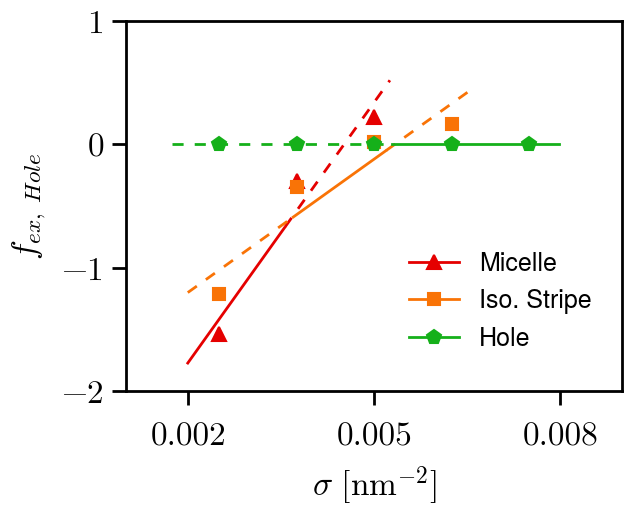 1
0
−1
−2
f_{ex, Hole}
Micelle
Iso. Stripe
Hole
0.002 0.005 0.008
σ [nm⁻²]